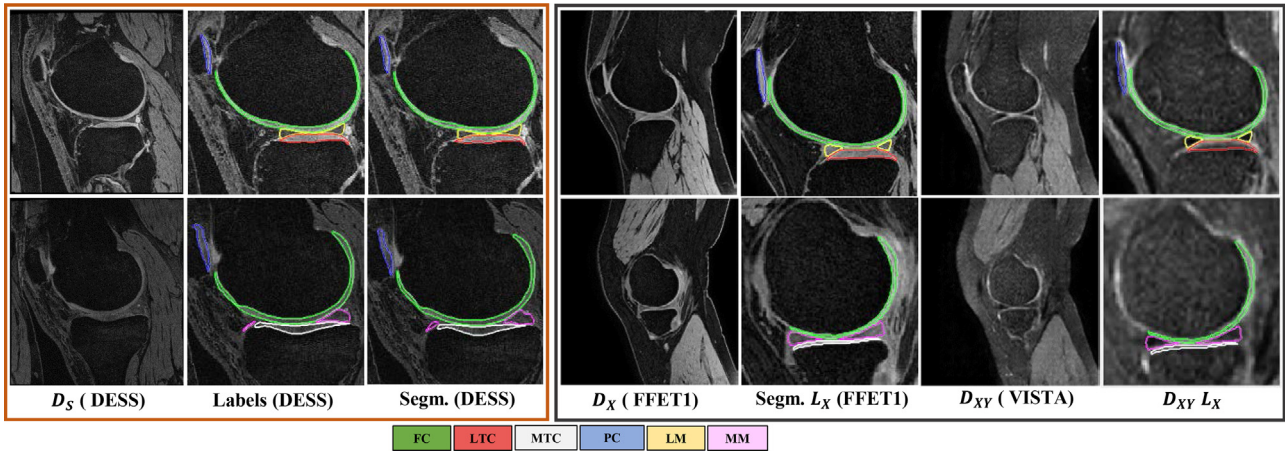 D_S ( DESS) Labels (DESS) Segm. (DESS) D_X ( FFET1) Segm. L_X (FFET1) D_XY ( VISTA) D_XY L_X
FC LTC MTC PC LM MM